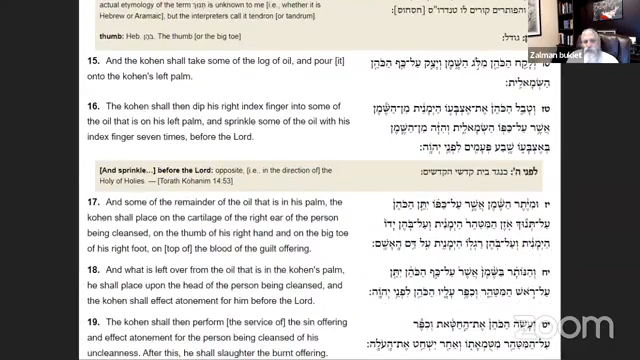 actual etymology of the term תנוך is unknown to me [i.e., whether it is
Hebrew or Aramaic], but the interpreters call it tendron [or tandrum].
thumb: Heb. בהן. The thumb [or the big toe]
והפותרים קורים לו טנדרו"ס [חסחוס]:
גודל:
Zalman bukiet
15. And the kohen shall take some of the log of oil, and pour [it]
onto the kohen's left palm.
טו וְלָקַח הַכֹּהֵן מִלֹּג הַשָּׁמֶן וְיָצַק עַל־כַּף הַכֹּהֵן
הַשְּׂמָאלִית:
16. The kohen shall then dip his right index finger into some of
the oil that is on his left palm, and sprinkle some of the oil with his
index finger seven times, before the Lord.
טז וְטָבַל הַכֹּהֵן אֶת־אֶצְבָּעוֹ הַיְמָנִית מִן־הַשֶּׁמֶן
אֲשֶׁר עַל־כַּפּוֹ הַשְּׂמָאלִית וְהִזָּה מִן־הַשֶּׁמֶן
בְּאֶצְבָּעוֹ שֶׁבַע פְּעָמִים לִפְנֵי יְהֹוָה:
[And sprinkle…] before the Lord: opposite, [i.e., in the direction of] the
Holy of Holies — [Torath Kohanim 14:53]
לפני ה': כנגד בית קדשי הקדשים:
17. And some of the remainder of the oil that is in his palm, the
kohen shall place on the cartilage of the right ear of the person
being cleansed, on the thumb of his right hand and on the big toe
of his right foot, on [top of] the blood of the guilt offering.
יז וּמִיֶּתֶר הַשֶּׁמֶן אֲשֶׁר עַל־כַּפּוֹ יִתֵּן הַכֹּהֵן
עַל־תְּנוּךְ אֹזֶן הַמִּטַּהֵר הַיְמָנִית וְעַל־בֹּהֶן יָדוֹ
הַיְמָנִית וְעַל־בֹּהֶן רַגְלוֹ הַיְמָנִית עַל דַּם הָאָשָׁם:
18. And what is left over from the oil that is in the kohen's palm,
he shall place upon the head of the person being cleansed, and
the kohen shall effect atonement for him before the Lord.
יח וְהַנּוֹתָר בַּשֶּׁמֶן אֲשֶׁר עַל־כַּף הַכֹּהֵן יִתֵּן
עַל־רֹאשׁ הַמִּטַּהֵר וְכִפֶּר עָלָיו הַכֹּהֵן לִפְנֵי יְהֹוָה:
19. The kohen shall then perform [the service of] the sin offering
and effect atonement for the person being cleansed of his
uncleanness. After this, he shall slaughter the burnt offering.
יט וְעָשָׂה הַכֹּהֵן אֶת־הַחַטָּאת וְכִפֶּר
עַל־הַמִּטַּהֵר מִטֻּמְאָתוֹ וְאַחַר יִשְׁחַט אֶת־הָעֹלָה:
zoom